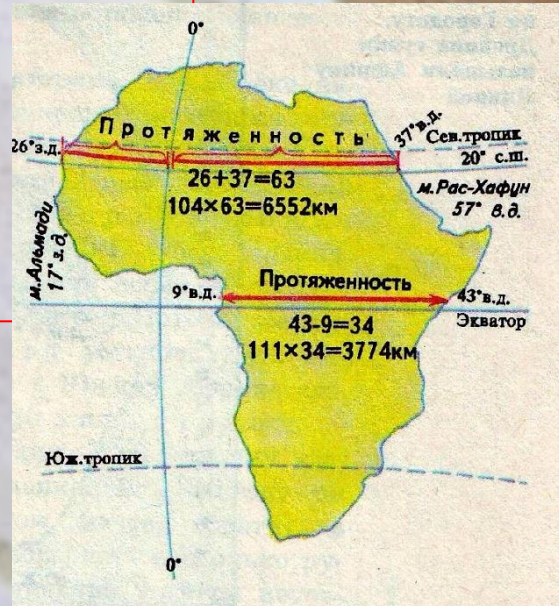 0°
Протяженность
26°з.д.
37°в.д.
Сев.тропик
20° с.ш.
26+37=63
104×63=6552км
м.Рас-Хафун
57° в.д.
м.Альмади
17° з.д.
Протяженность
9°в.д.
43°в.д.
Экватор
43-9=34
111×34=3774км
Юж.тропик
0°